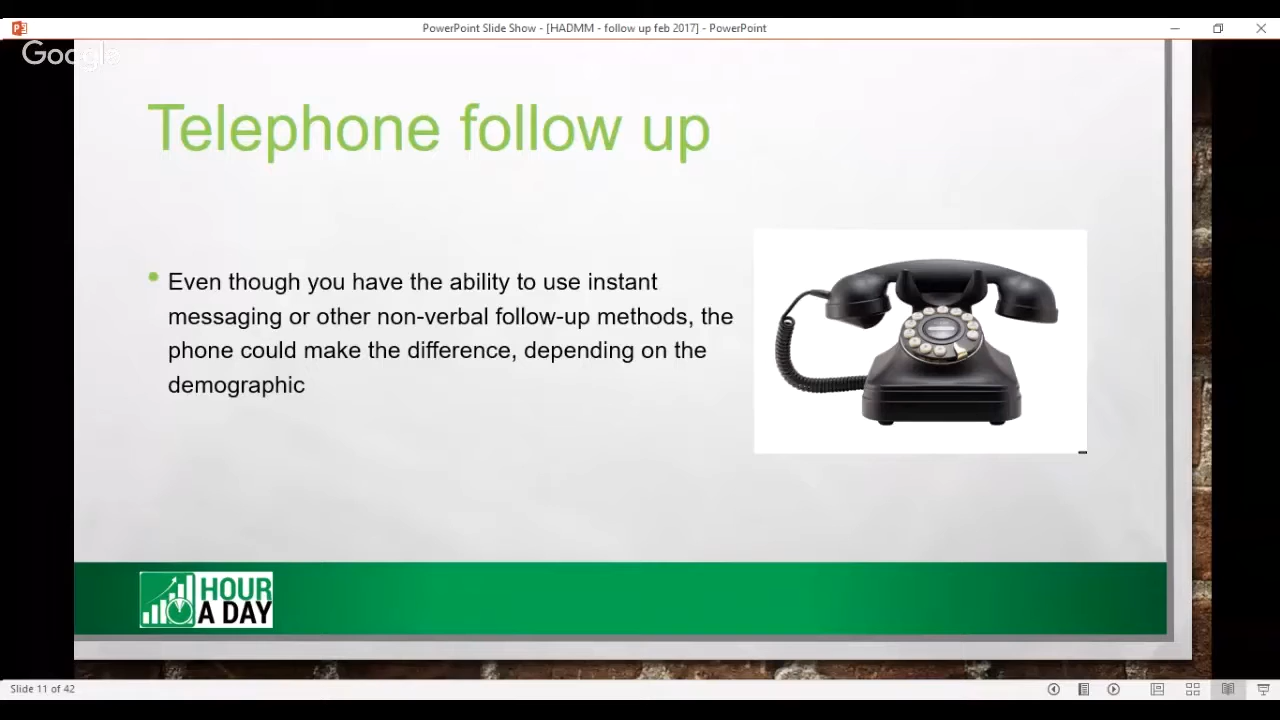 PowerPoint Slide Show - [HADMM - follow up feb 2017] - PowerPoint
Google
Telephone follow up
Even though you have the ability to use instant
messaging or other non-verbal follow-up methods, the
phone could make the difference, depending on the
demographic
HOUR
A DAY
Slide 11 of 42